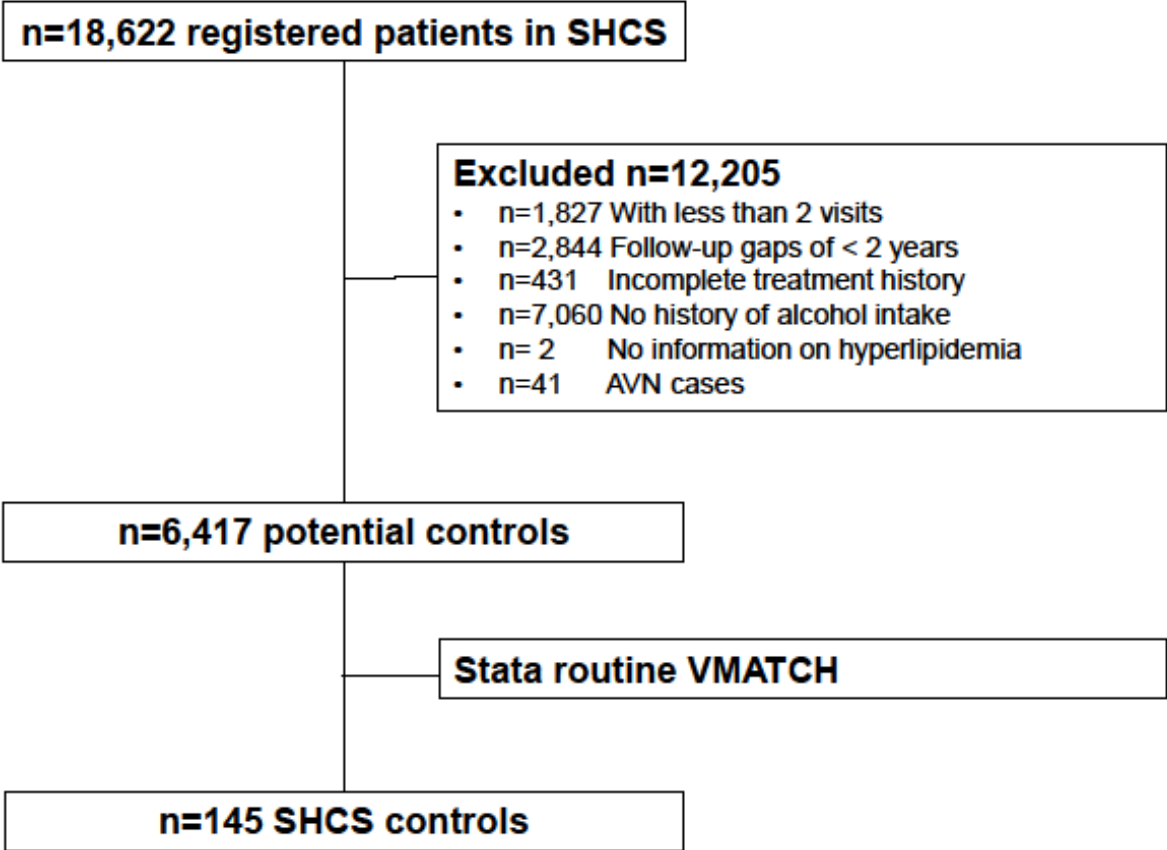 n=18,622 registered patients in SHCS
Excluded n=12,205
• n=1,827 With less than 2 visits
• n=2,844 Follow-up gaps of < 2 years
• n=431 Incomplete treatment history
• n=7,060 No history of alcohol intake
• n= 2 No information on hyperlipidemia
• n=41 AVN cases
n=6,417 potential controls
Stata routine VMATCH
n=145 SHCS controls